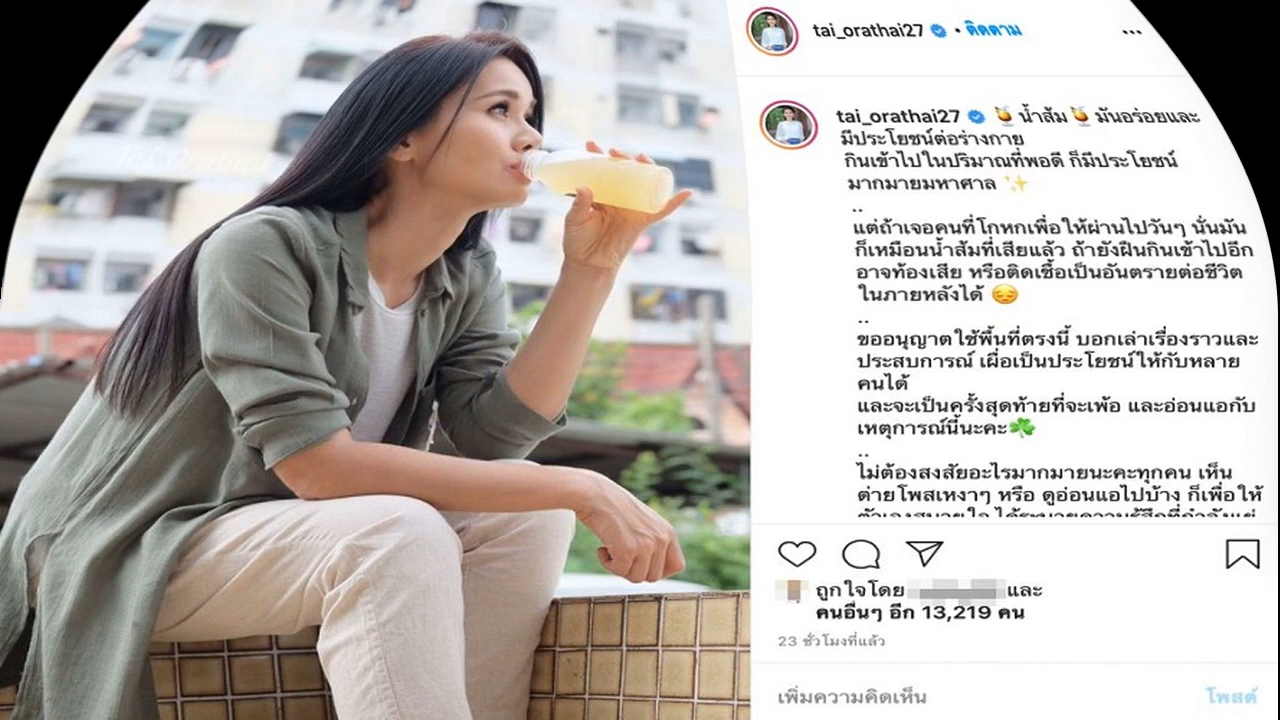 tai_orathai27 • ติดตาม
tai_orathai27 น้ำส้ม มันอร่อยและ
มีประโยชน์ต่อร่างกาย
กินเข้าไปในปริมาณที่พอดี ก็มีประโยชน์
มากมายมหาศาล
..
แต่ถ้าเจอคนที่โกหกเพื่อให้ผ่านไปวันๆ นั่นมัน
ก็เหมือนน้ำส้มที่เสียแล้ว ถ้ายังฝืนกินเข้าไปอีก
อาจท้องเสีย หรือติดเชื้อเป็นอันตรายต่อชีวิต
ในภายหลังได้
..
ขออนุญาตใช้พื้นที่ตรงนี้ บอกเล่าเรื่องราวและ
ประสบการณ์ เผื่อเป็นประโยชน์ให้กับหลาย
คนได้
และจะเป็นครั้งสุดท้ายที่จะเพ้อ และอ่อนแอกับ
เหตุการณ์นี้นะคะ
..
ไม่ต้องสงสัยอะไรมากมายนะคะทุกคน เห็น
ต่ายโพสเหงาๆ หรือ ดูอ่อนแอไปบ้าง ก็เพื่อให้
ถูกใจโดย และ
คนอื่นๆ อีก 13,219 คน
23 ชั่วโมงที่แล้ว
เพิ่มความคิดเห็น โพสต์